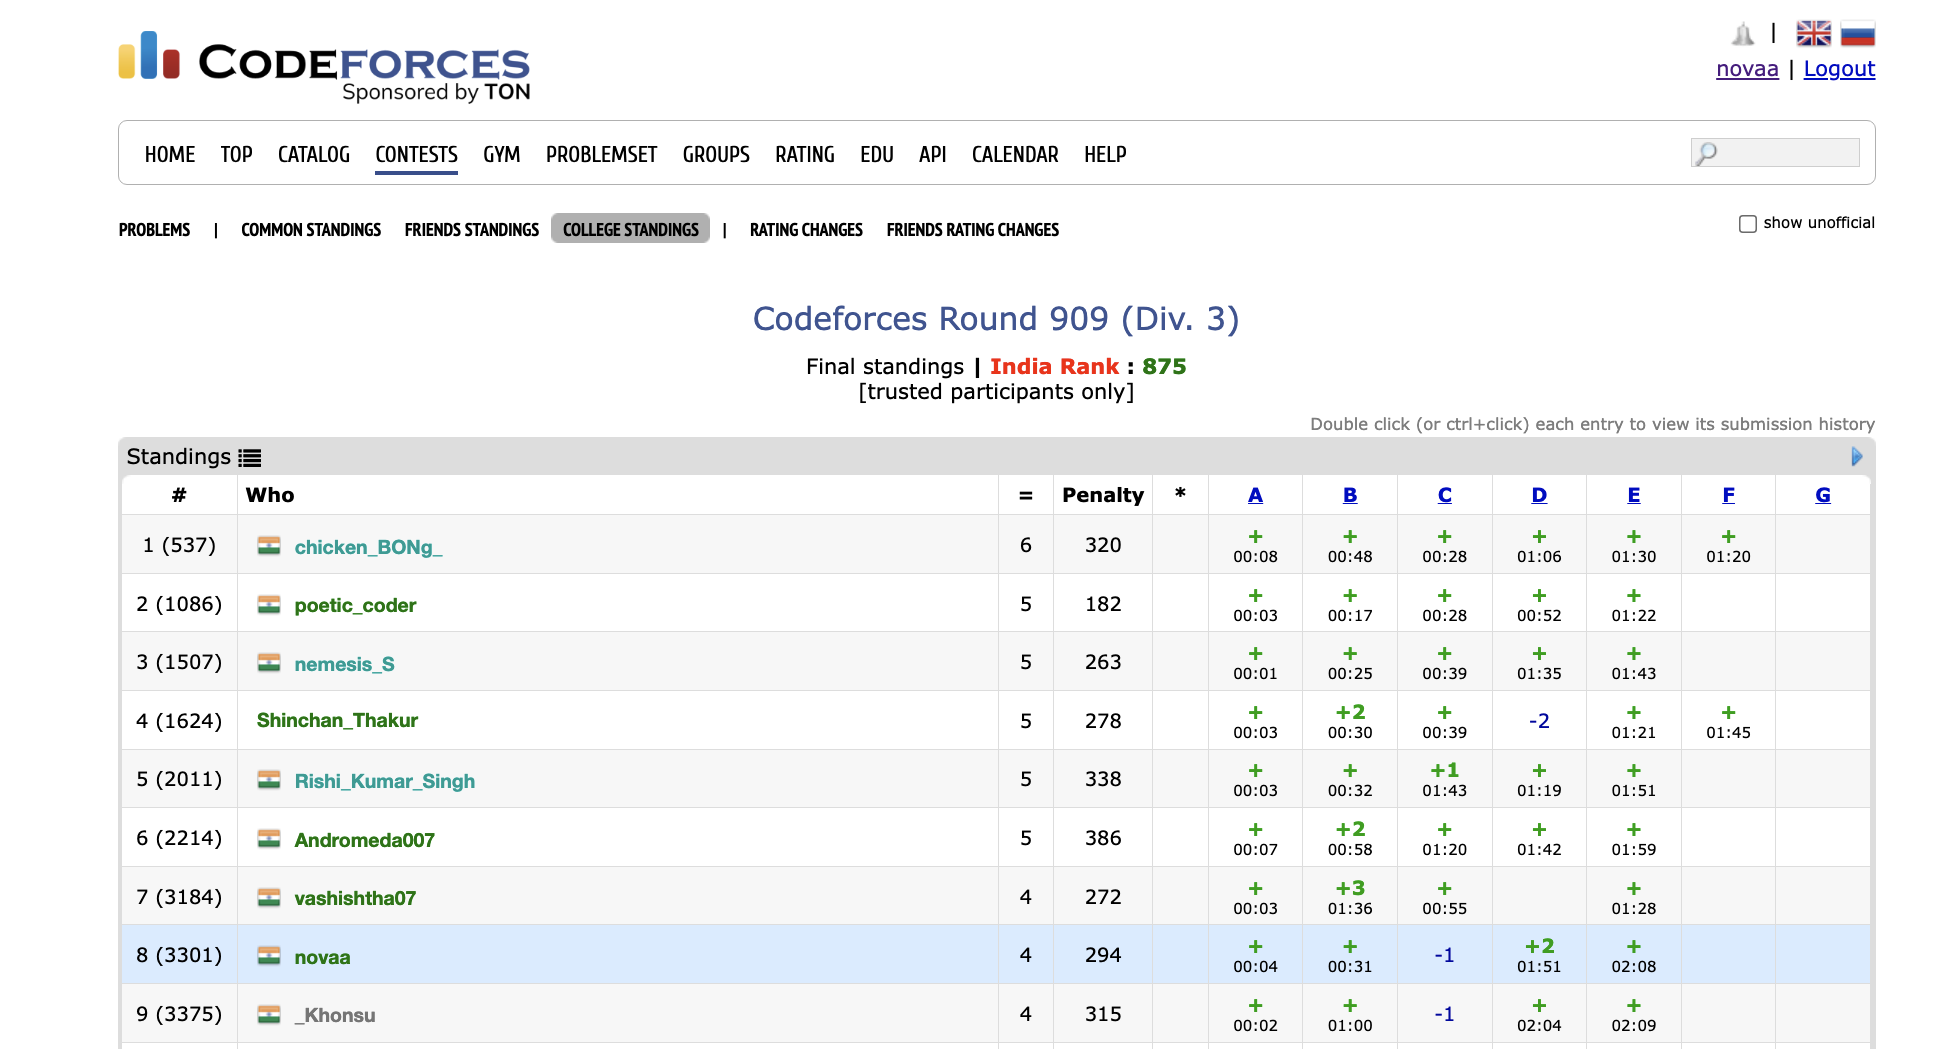 CODEFORCES
Sponsored by TON
|
novaa | Logout
HOME TOP CATALOG CONTESTS GYM PROBLEMSET GROUPS RATING EDU API CALENDAR HELP
PROBLEMS | COMMON STANDINGS FRIENDS STANDINGS COLLEGE STANDINGS | RATING CHANGES FRIENDS RATING CHANGES
show unofficial
Codeforces Round 909 (Div. 3)
Final standings | India Rank : 875
[trusted participants only]
Double click (or ctrl+click) each entry to view its submission history
Standings
# Who = Penalty * A B C D E F G
1 (537) chicken_BONg_ 6 320 + + + + + +
00:08 00:48 00:28 01:06 01:30 01:20
2 (1086) poetic_coder 5 182 + + + + +
00:03 00:17 00:28 00:52 01:22
3 (1507) nemesis_S 5 263 + + + + +
00:01 00:25 00:39 01:35 01:43
4 (1624) Shinchan_Thakur 5 278 + +2 + -2 + +
00:03 00:30 00:39 01:21 01:45
5 (2011) Rishi_Kumar_Singh 5 338 + + +1 + +
00:03 00:32 01:43 01:19 01:51
6 (2214) Andromeda007 5 386 + +2 + + +
00:07 00:58 01:20 01:42 01:59
7 (3184) vashishtha07 4 272 + +3 + +
00:03 01:36 00:55 01:28
8 (3301) novaa 4 294 + + -1 +2 +
00:04 00:31 01:51 02:08
9 (3375) _Khonsu 4 315 + + -1 + +
00:02 01:00 02:04 02:09